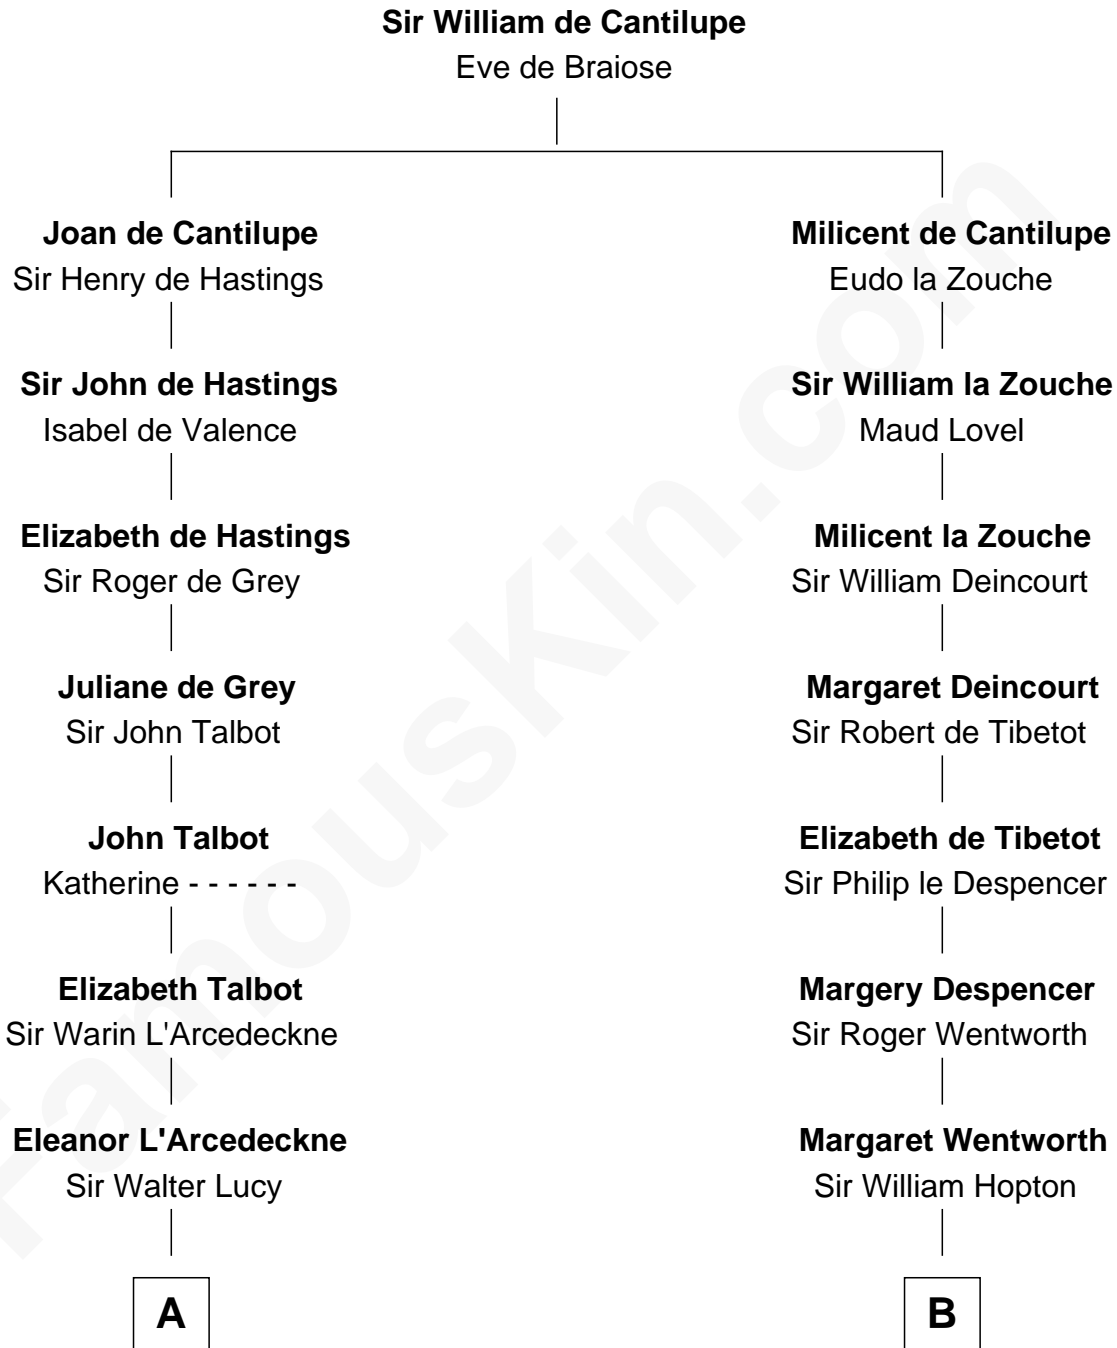 Sir William de Cantilupe
Eve de Braiose
Joan de Cantilupe
Sir Henry de Hastings
Milicent de Cantilupe
Eudo la Zouche
Sir John de Hastings
Isabel de Valence
Sir William la Zouche
Maud Lovel
Elizabeth de Hastings
Sir Roger de Grey
Milicent la Zouche
Sir William Deincourt
Juliane de Grey
Sir John Talbot
Margaret Deincourt
Sir Robert de Tibetot
John Talbot
Katherine - - - - - -
Elizabeth de Tibetot
Sir Philip le Despencer
Elizabeth Talbot
Sir Warin L'Arcedeckne
Margery Despencer
Sir Roger Wentworth
Eleanor L'Arcedeckne
Sir Walter Lucy
Margaret Wentworth
Sir William Hopton
A
B
FamousKin.com